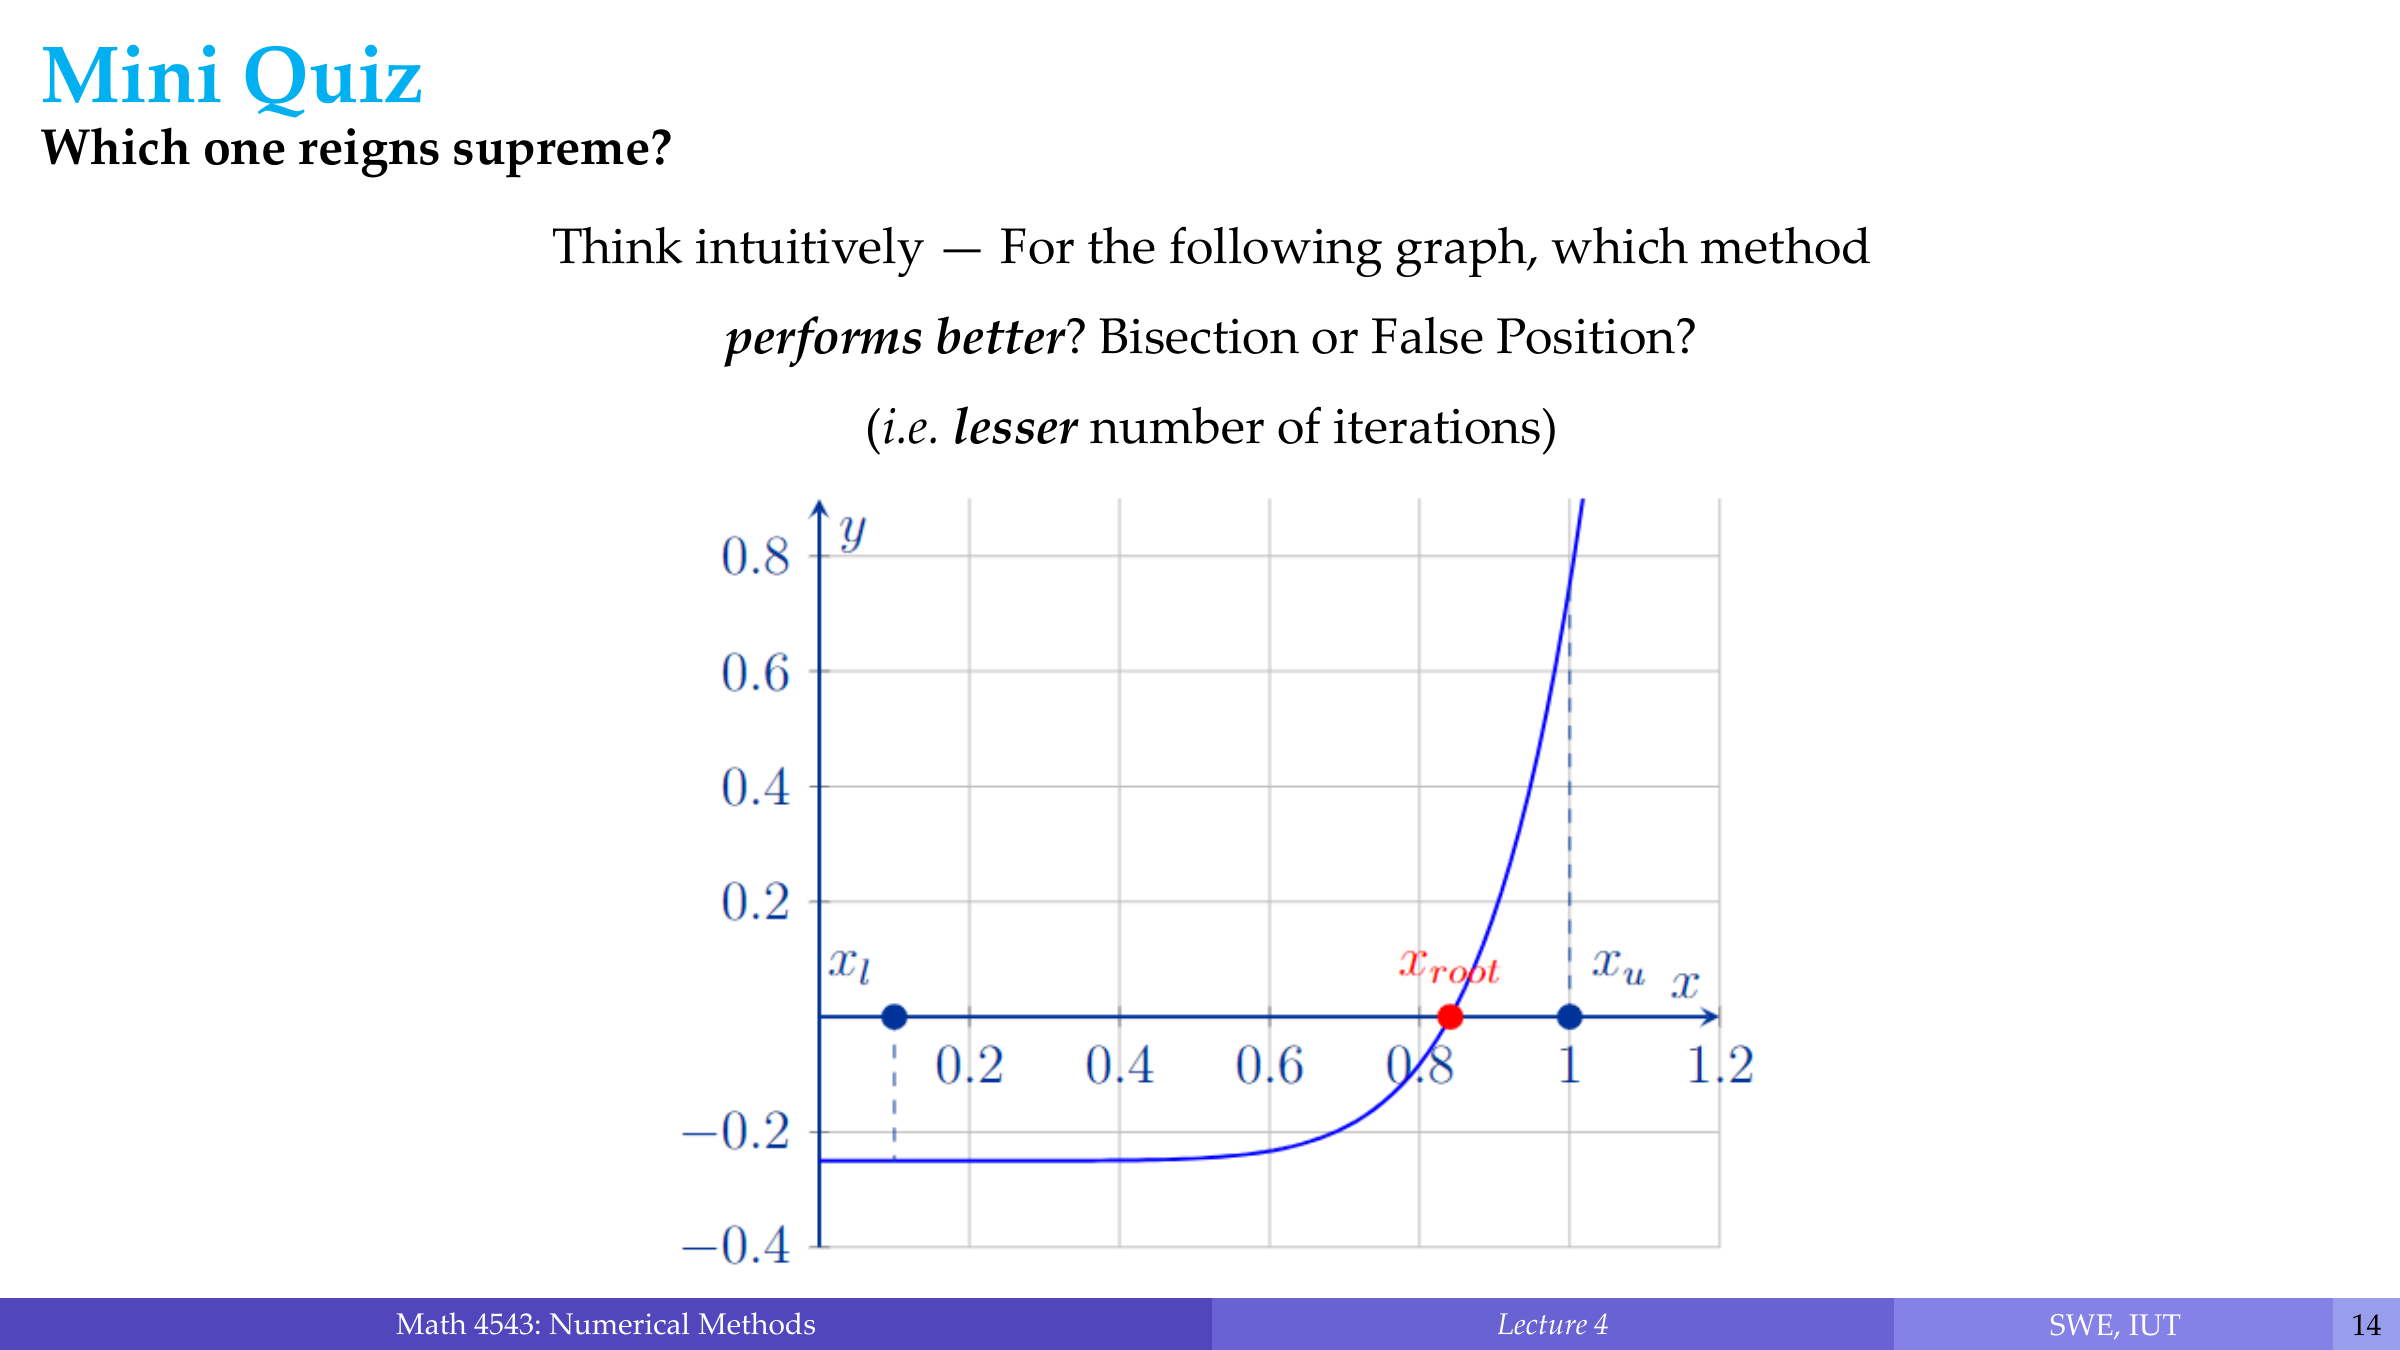 Mini Quiz
Which one reigns supreme?
Think intuitively — For the following graph, which method
performs better? Bisection or False Position?
(i.e. lesser number of iterations)
y
0.8
0.6
0.4
0.2
x_l
x_root
x_u
x
0.2 0.4 0.6 0.8 1 1.2
−0.2
−0.4
Math 4543: Numerical Methods
Lecture 4
SWE, IUT
14